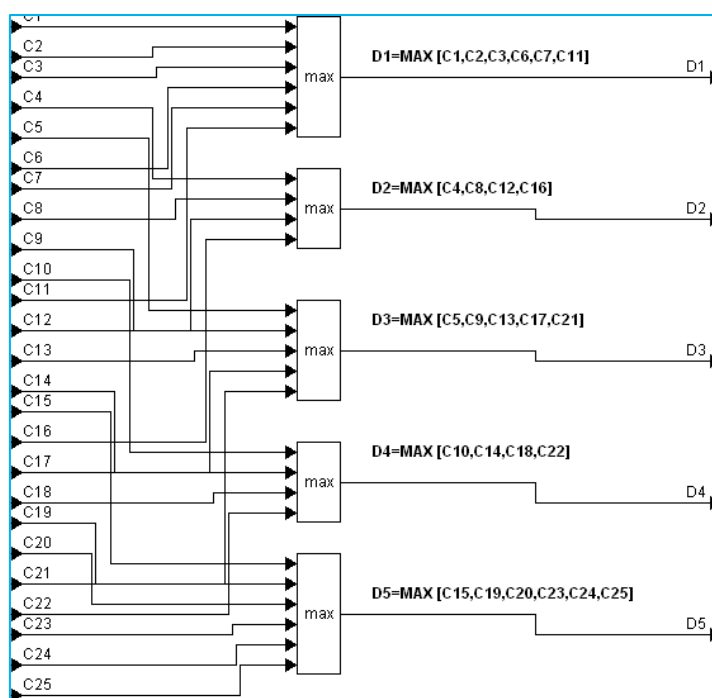 C1
C2
C3
C4
C5
C6
C7
C8
C9
C10
C11
C12
C13
C14
C15
C16
C17
C18
C19
C20
C21
C22
C23
C24
C25
max
D1=MAX [C1,C2,C3,C6,C7,C11]
D1
max
D2=MAX [C4,C8,C12,C16]
D2
max
D3=MAX [C5,C9,C13,C17,C21]
D3
max
D4=MAX [C10,C14,C18,C22]
D4
max
D5=MAX [C15,C19,C20,C23,C24,C25]
D5